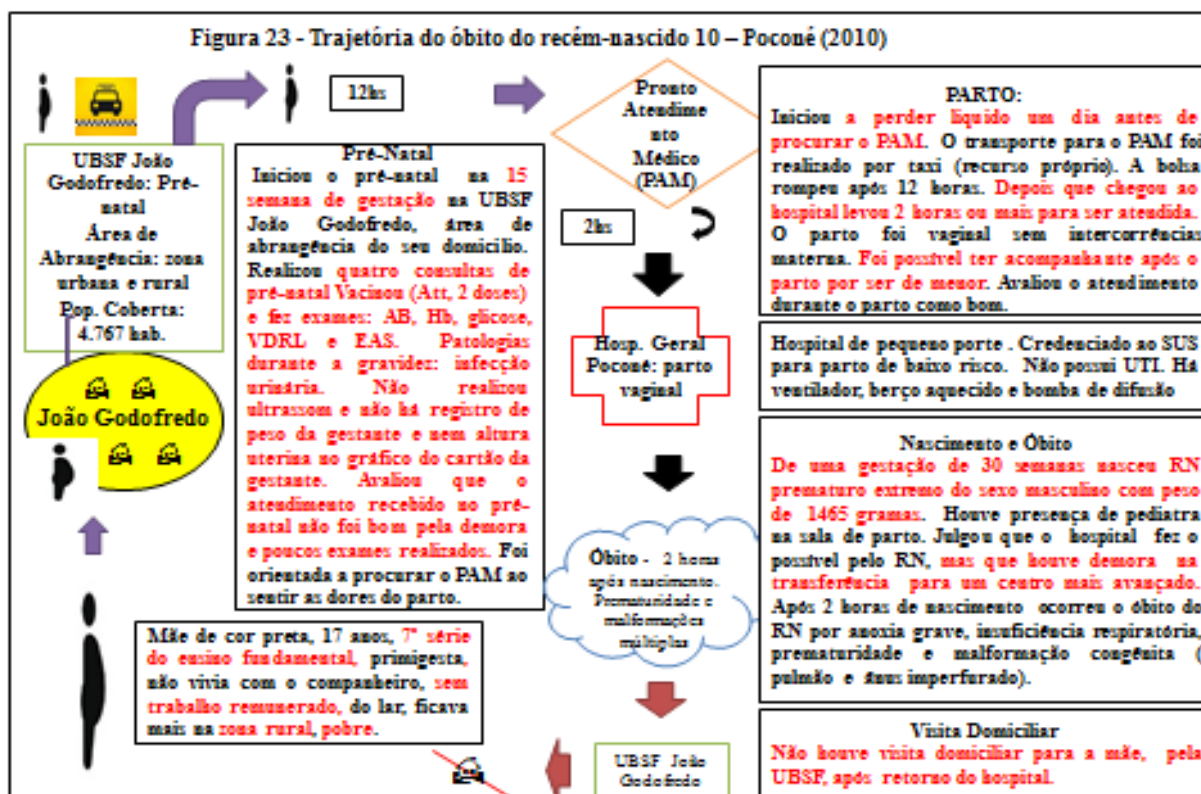 Figura 23 - Trajetória do óbito do recém-nascido 10 – Poconé (2010)
12hs
UBSF João
Godofredo: Pré-
natal
Área de
Abrangência: zona
urbana e rural
Pop. Coberta:
4.767 hab.
João Godofredo
Pré-Natal
Iniciou o pré-natal na 15
semana de gestação na UBSF
João Godofredo, área de
abrangência do seu domicilio.
Realizou quatro consultas de
pré-natal Vacinou (Att, 2 doses)
e fez exames: AB, Hb, glicose,
VDRL e EAS. Patologias
durante a gravidez: infecção
urinária. Não realizou
ultrassom e não há registro de
peso da gestante e nem altura
uterina no gráfico do cartão da
gestante. Avaliou que o
atendimento recebido no pré-
natal não foi bom pela demora
e poucos exames realizados. Foi
orientada a procurar o PAM ao
sentir as dores do parto.
Mãe de cor preta, 17 anos, 7ª série
do ensino fundamental, primigesta,
não vivia com o companheiro, sem
trabalho remunerado, do lar, ficava
mais na zona rural, pobre.
Pronto
Atendime
nto
Médico
(PAM)
2hs
Hosp. Geral
Poconé: parto
vaginal
Óbito - 2 horas
após nascimento.
Prematuridade e
malformações
múltiplas
UBSF João
Godofredo
PARTO:
Iniciou a perder líquido um dia antes de
procurar o PAM. O transporte para o PAM foi
realizado por taxi (recurso próprio). A bolsa
rompeu após 12 horas. Depois que chegou ao
hospital levou 2 horas ou mais para ser atendida.
O parto foi vaginal sem intercorrências
materna. Foi possível ter acompanhante após o
parto por ser de menor. Avaliou o atendimento
durante o parto como bom.
Hospital de pequeno porte . Credenciado ao SUS
para parto de baixo risco. Não possui UTI. Há
ventilador, berço aquecido e bomba de difusão
Nascimento e Óbito
De uma gestação de 30 semanas nasceu RN
prematuro extremo do sexo masculino com peso
de 1465 gramas. Houve presença de pediatra
na sala de parto. Julgou que o hospital fez o
possível pelo RN, mas que houve demora na
transferência para um centro mais avançado.
Após 2 horas de nascimento ocorreu o óbito do
RN por anoxia grave, insuficiência respiratória,
prematuridade e malformação congênita (
pulmão e ânus imperfurado).
Visita Domiciliar
Não houve visita domiciliar para a mãe, pela
UBSF, após retorno do hospital.